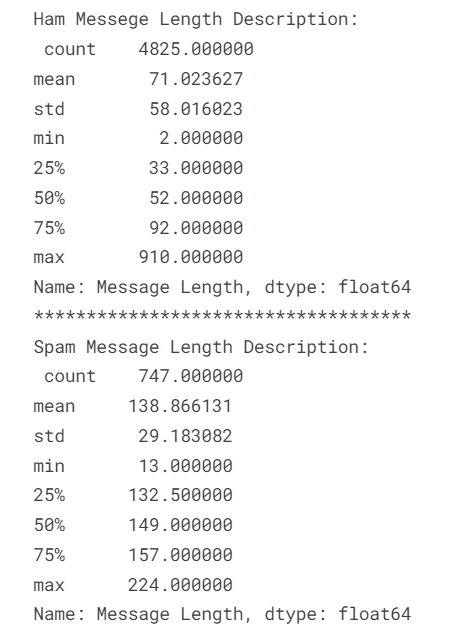 Ham Messege Length Description:
count 4825.000000
mean 71.023627
std 58.016023
min 2.000000
25% 33.000000
50% 52.000000
75% 92.000000
max 910.000000
Name: Message Length, dtype: float64
************************************
Spam Message Length Description:
count 747.000000
mean 138.866131
std 29.183082
min 13.000000
25% 132.500000
50% 149.000000
75% 157.000000
max 224.000000
Name: Message Length, dtype: float64